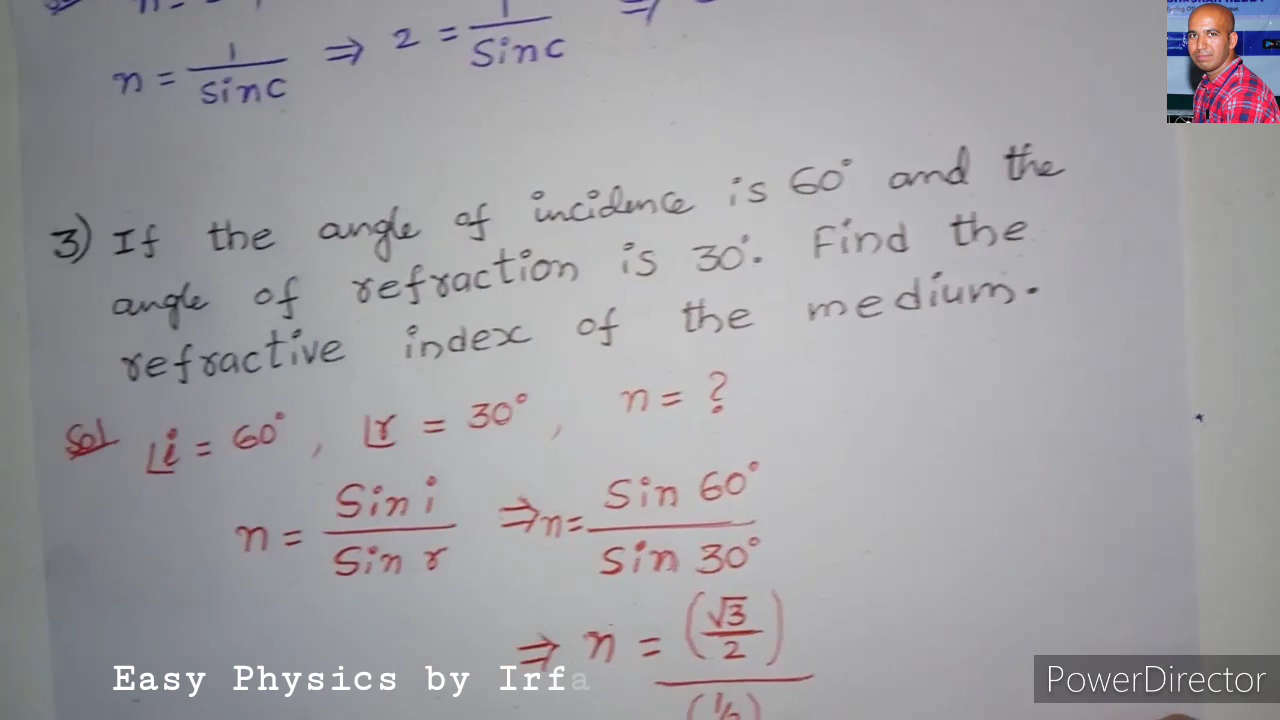 n = 1/Sinc ⇒ 2 = 1/Sinc ⇒
3) If the angle of incidence is 60° and the
angle of refraction is 30°. Find the
refractive index of the medium.
Sol ∠i = 60°, ∠r = 30°, n = ?
n = Sin i/Sin r ⇒ n = Sin 60°/Sin 30°
⇒ n = (√3/2)/(1/2)
Easy Physics by Irfa
PowerDirector